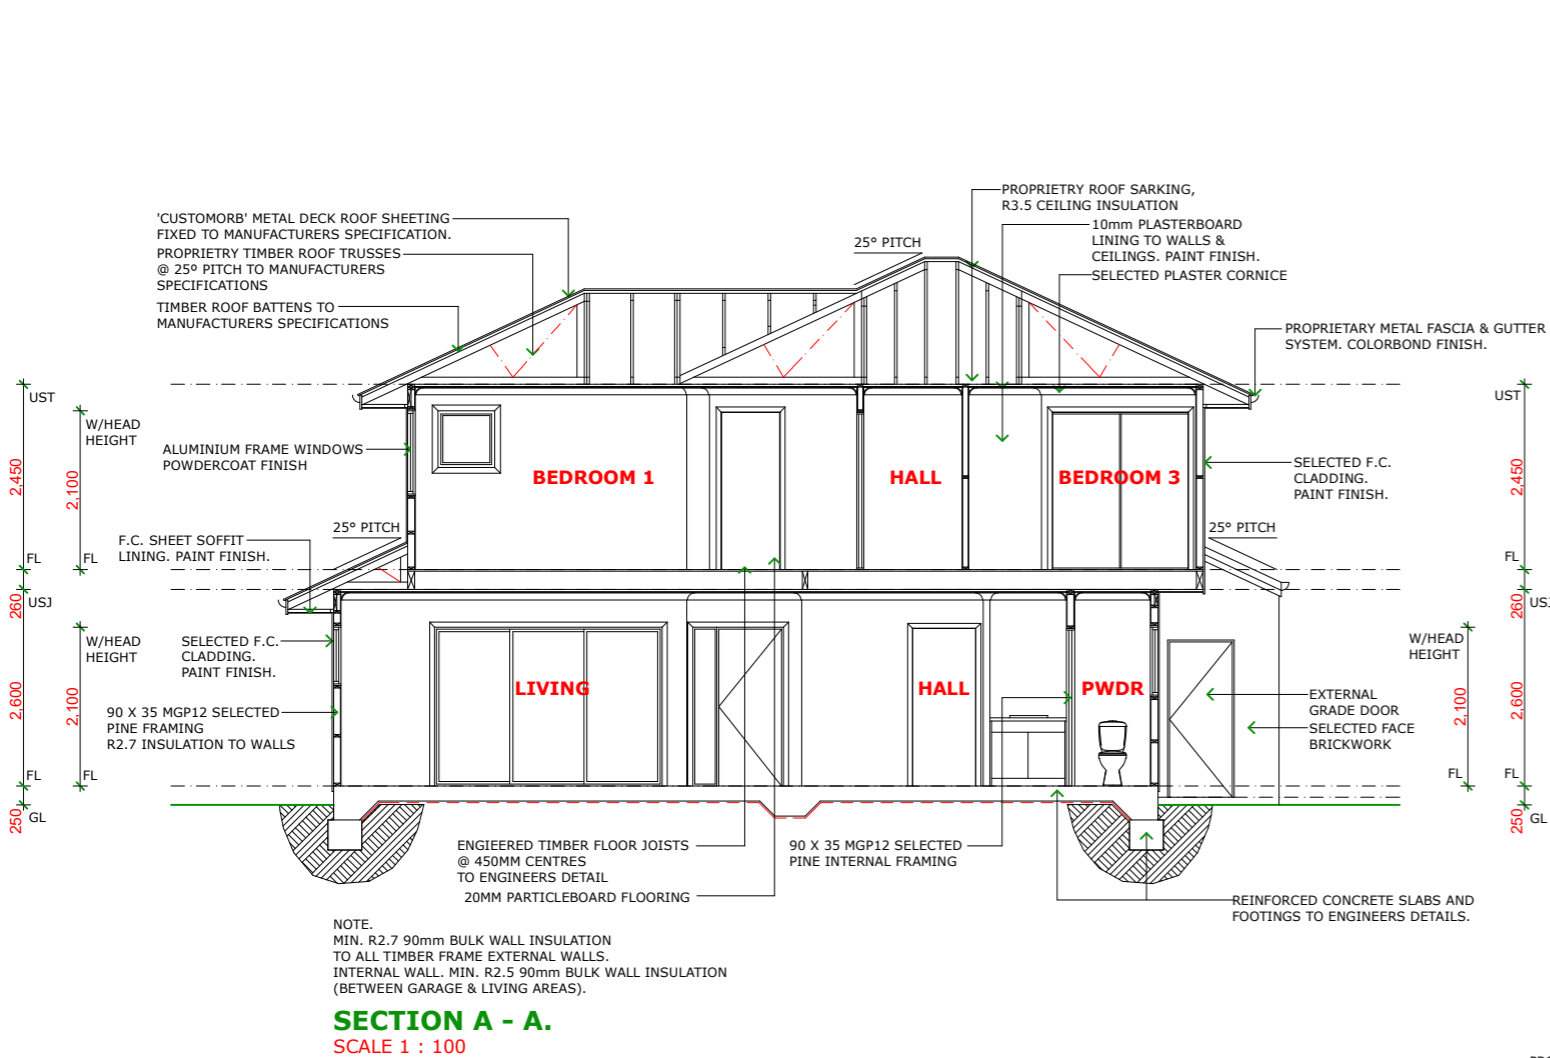 PROPRIETRY ROOF SARKING,
R3.5 CEILING INSULATION
'CUSTOMORB' METAL DECK ROOF SHEETING
FIXED TO MANUFACTURERS SPECIFICATION.
10mm PLASTERBOARD
LINING TO WALLS &
CEILINGS. PAINT FINISH.
25° PITCH
PROPRIETRY TIMBER ROOF TRUSSES
@ 25º PITCH TO MANUFACTURERS
SPECIFICATIONS
SELECTED PLASTER CORNICE
TIMBER ROOF BATTENS TO
MANUFACTURERS SPECIFICATIONS
PROPRIETARY METAL FASCIA & GUTTER
SYSTEM. COLORBOND FINISH.
UST
UST
W/HEAD
HEIGHT
ALUMINIUM FRAME WINDOWS
POWDERCOAT FINISH
2,450
2,100
BEDROOM 1
HALL
BEDROOM 3
SELECTED F.C.
CLADDING.
PAINT FINISH.
2,450
25° PITCH
25° PITCH
F.C. SHEET SOFFIT
LINING. PAINT FINISH.
FL
FL
FL
260
USJ
260
W/HEAD
HEIGHT
SELECTED F.C.
CLADDING.
PAINT FINISH.
W/HEAD
HEIGHT
2,600
2,100
LIVING
HALL
PWDR
EXTERNAL
GRADE DOOR
2,100
2,600
90 X 35 MGP12 SELECTED
PINE FRAMING
R2.7 INSULATION TO WALLS
SELECTED FACE
BRICKWORK
FL
FL
FL
FL
250
GL
250
GL
ENGIEERED TIMBER FLOOR JOISTS
@ 450MM CENTRES
TO ENGINEERS DETAIL
20MM PARTICLEBOARD FLOORING
90 X 35 MGP12 SELECTED
PINE INTERNAL FRAMING
REINFORCED CONCRETE SLABS AND
FOOTINGS TO ENGINEERS DETAILS.
NOTE.
MIN. R2.7 90mm BULK WALL INSULATION
TO ALL TIMBER FRAME EXTERNAL WALLS.
INTERNAL WALL. MIN. R2.5 90mm BULK WALL INSULATION
(BETWEEN GARAGE & LIVING AREAS).
SECTION A - A.
SCALE 1 : 100